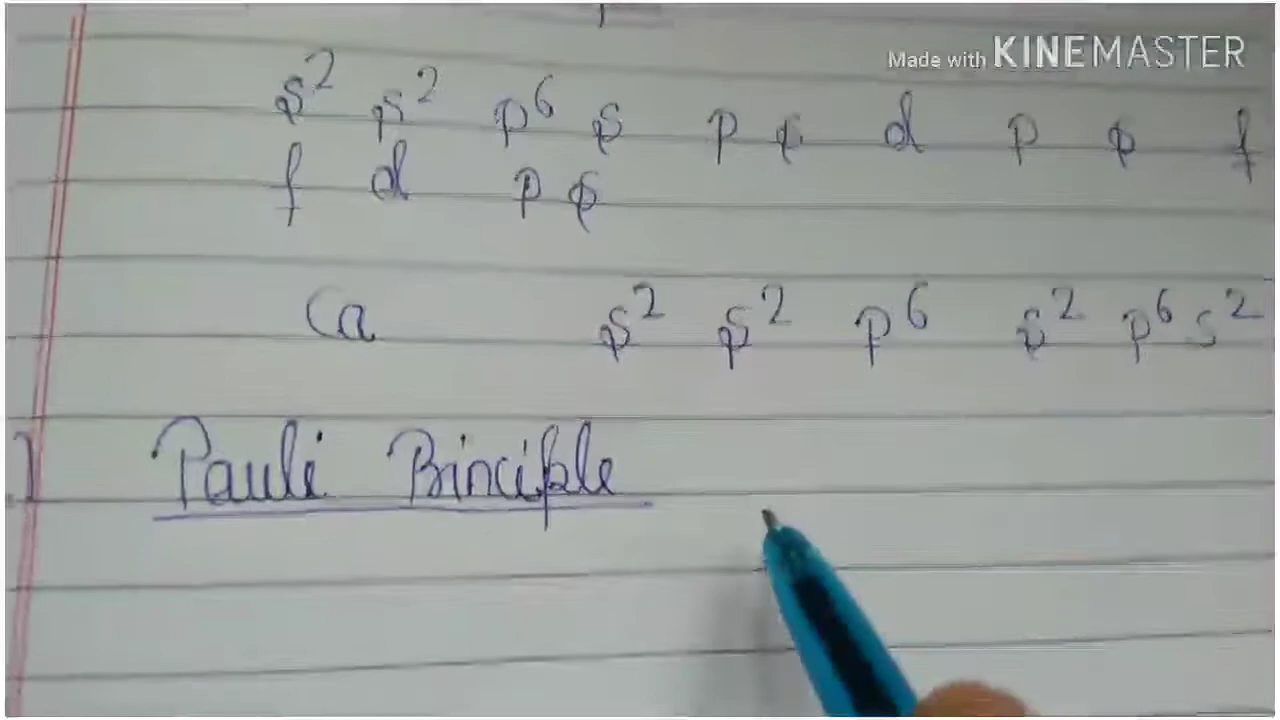 Made with KINEMASTER
s² s² p⁶ s p s d p s f
f d p s
Ca s² s² p⁶ s² p⁶ s²
Pauli Principle